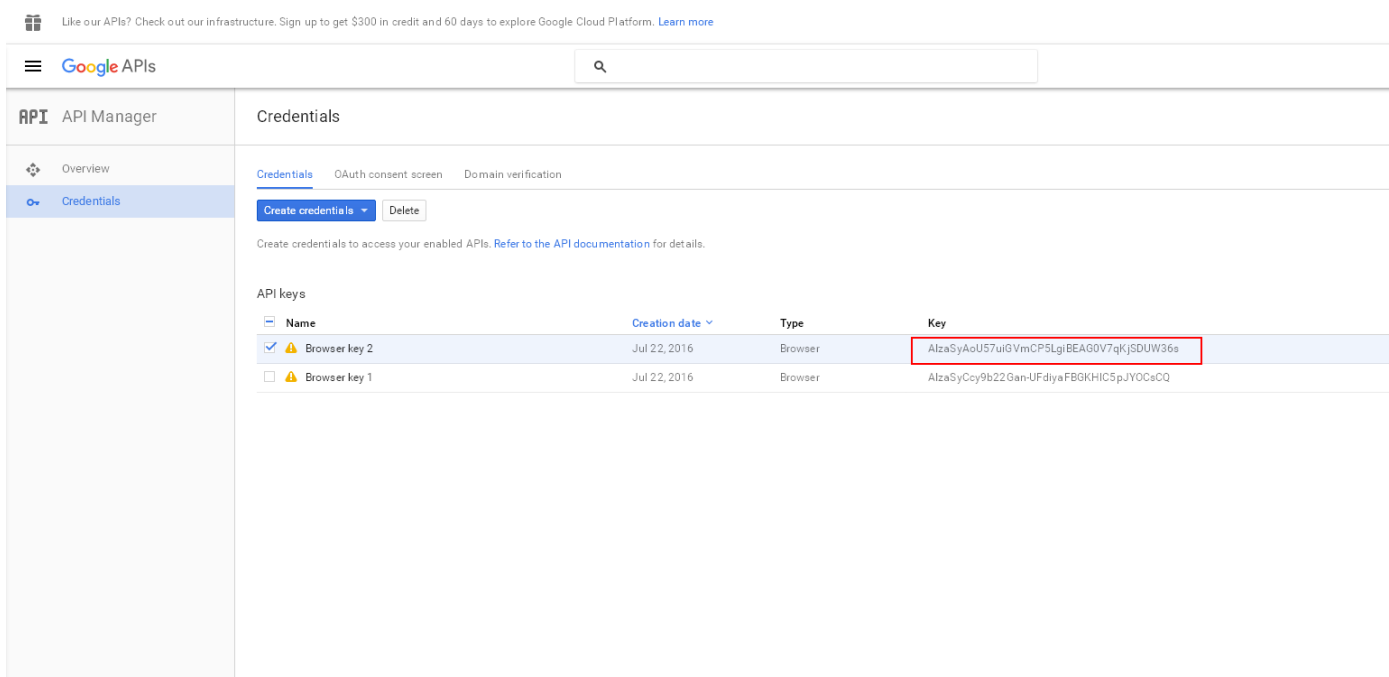 Like our APIs? Check out our infrastructure. Sign up to get $300 in credit and 60 days to explore Google Cloud Platform. Learn more
Google APIs
API API Manager
Credentials
Overview
Credentials
Credentials OAuth consent screen Domain verification
Create credentials Delete
Create credentials to access your enabled APIs. Refer to the API documentation for details.
API keys
Name Creation date Type Key
Browser key 2 Jul 22, 2016 Browser AIzaSyAoU57uiGVmCP5LgiBEAG0V7qKjSDUW36s
Browser key 1 Jul 22, 2016 Browser AIzaSyCcy9b22Gan-UFdiyaFBGKHIC5pJYOCsCQ